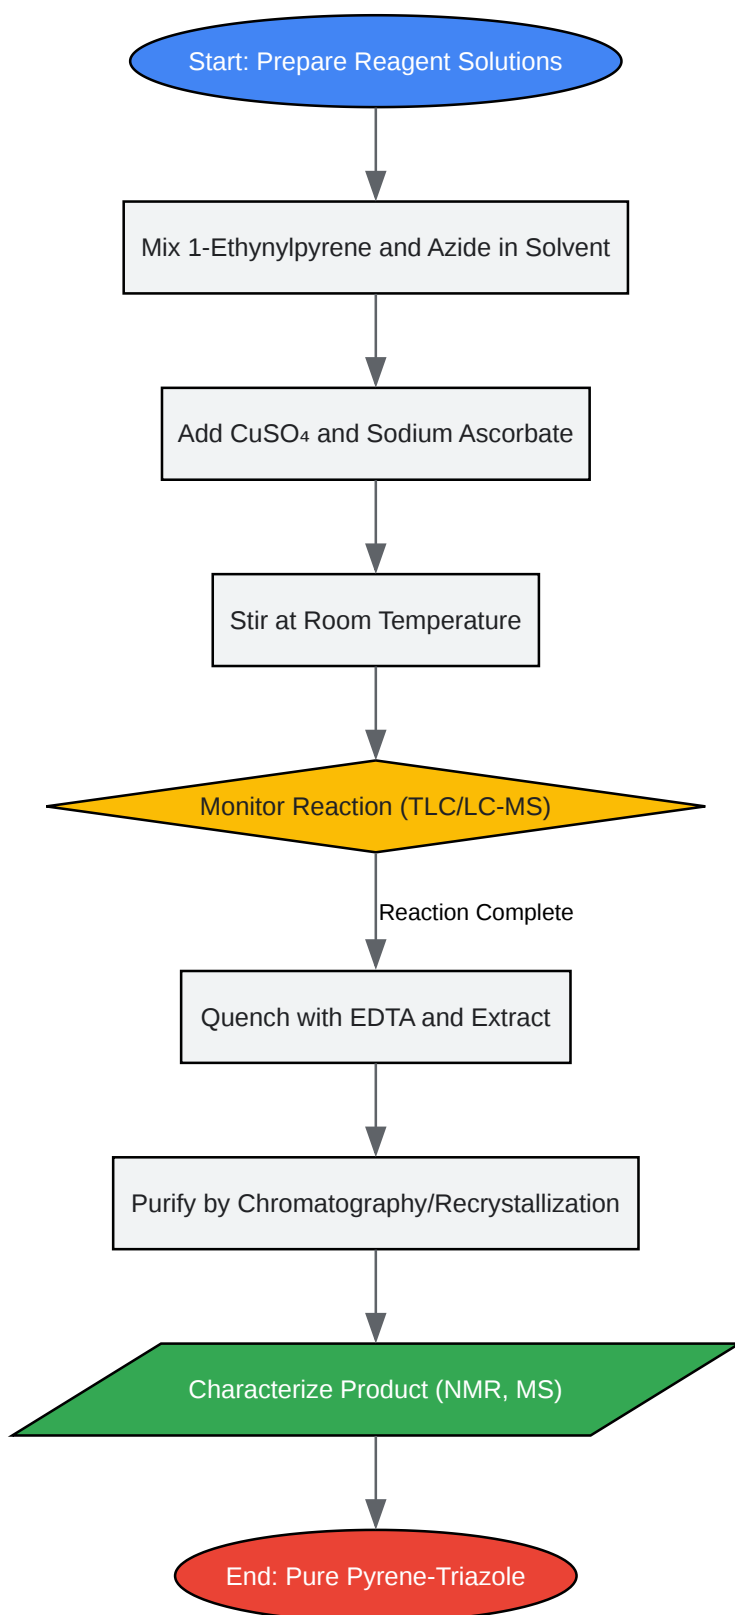 Start: Prepare Reagent Solutions
Mix 1-Ethynylpyrene and Azide in Solvent
Add CuSO₄ and Sodium Ascorbate
Stir at Room Temperature
Monitor Reaction (TLC/LC-MS)
Reaction Complete
Quench with EDTA and Extract
Purify by Chromatography/Recrystallization
Characterize Product (NMR, MS)
End: Pure Pyrene-Triazole